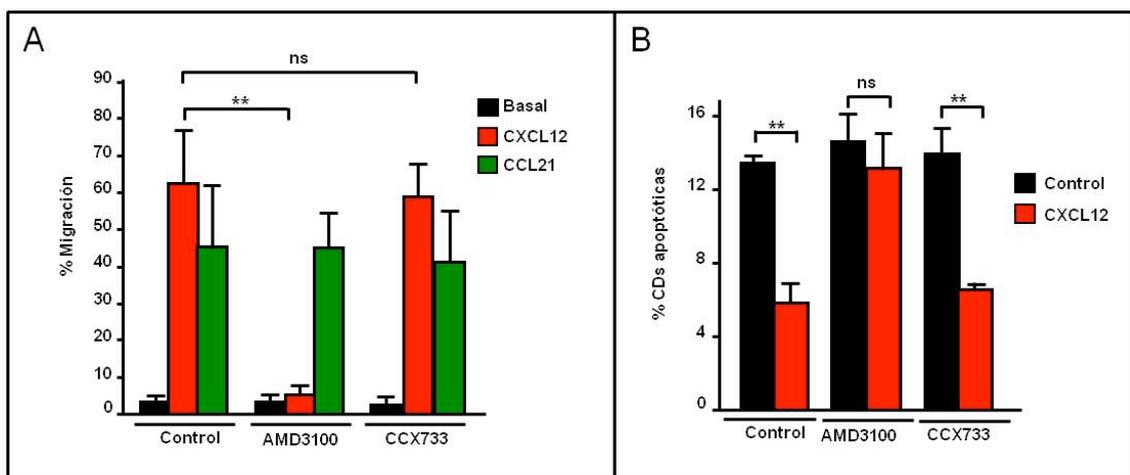 A
ns
**
90
80
70
60
50
40
30
20
10
0
% Migración
Basal
CXCL12
CCL21
Control
AMD3100
CCX733
B
ns
**
**
16
12
8
4
0
% CDs apoptóticas
Control
CXCL12
Control
AMD3100
CCX733